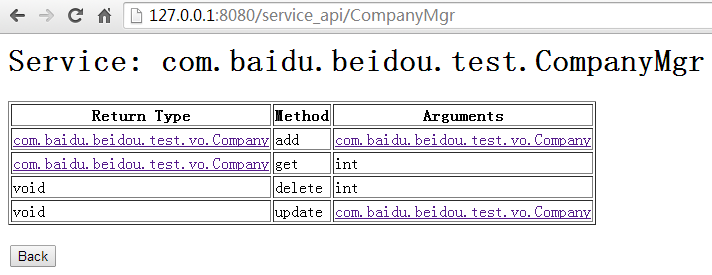 127.0.0.1:8080/service_api/CompanyMgr
Service: com.baidu.beidou.test.CompanyMgr
Return Type Method Arguments
com.baidu.beidou.test.vo.Company add com.baidu.beidou.test.vo.Company
com.baidu.beidou.test.vo.Company get int
void delete int
void update com.baidu.beidou.test.vo.Company
Back